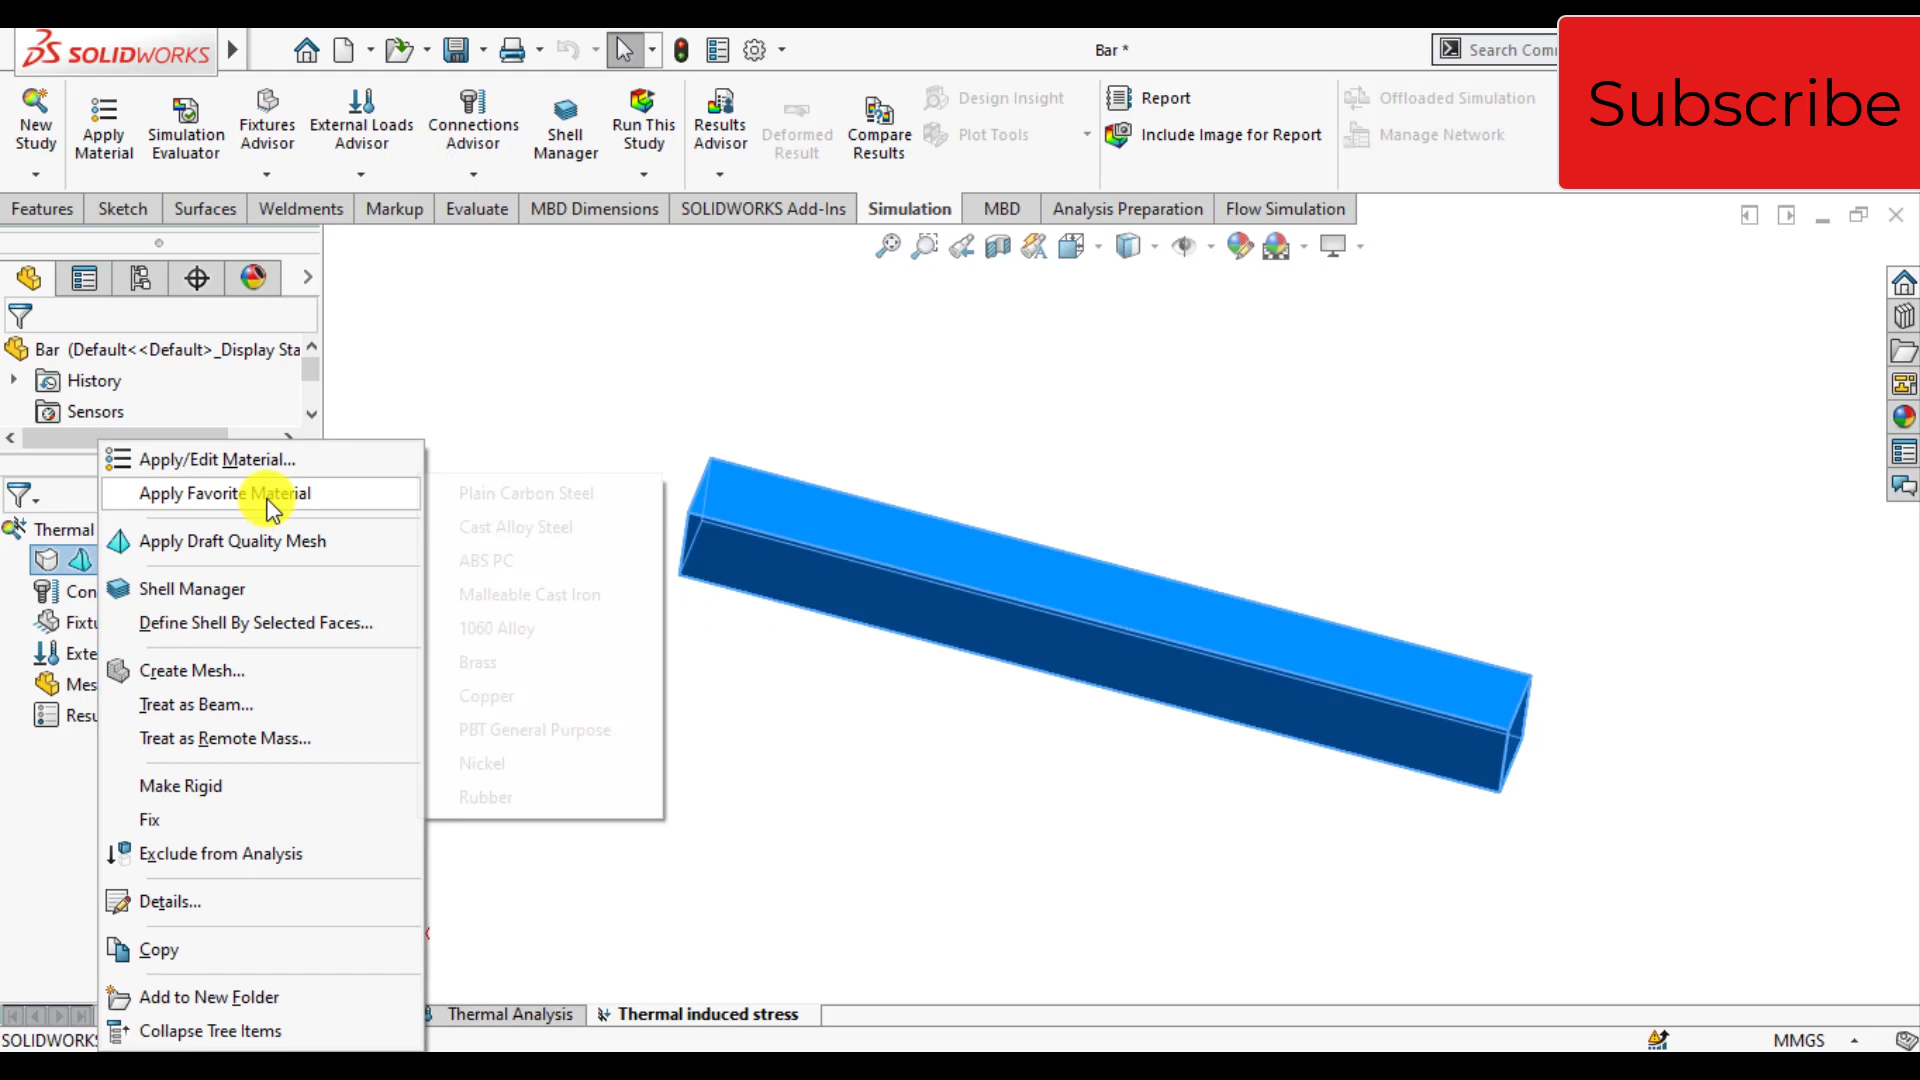 SOLIDWORKS
Bar *
Search Com
Subscribe
New Study
Apply Material
Simulation Evaluator
Fixtures Advisor
External Loads Advisor
Connections Advisor
Shell Manager
Run This Study
Results Advisor
Deformed Result
Compare Results
Design Insight
Plot Tools
Report
Include Image for Report
Offloaded Simulation
Manage Network
Features
Sketch
Surfaces
Weldments
Markup
Evaluate
MBD Dimensions
SOLIDWORKS Add-Ins
Simulation
MBD
Analysis Preparation
Flow Simulation
Bar (Default<<Default>_Display Sta
History
Sensors
Thermal
Con
Fixtu
Exte
Mes
Resu
Apply/Edit Material...
Apply Favorite Material
Apply Draft Quality Mesh
Shell Manager
Define Shell By Selected Faces...
Create Mesh...
Treat as Beam...
Treat as Remote Mass...
Make Rigid
Fix
Exclude from Analysis
Details...
Copy
Add to New Folder
Collapse Tree Items
Plain Carbon Steel
Cast Alloy Steel
ABS PC
Malleable Cast Iron
1060 Alloy
Brass
Copper
PBT General Purpose
Nickel
Rubber
Thermal Analysis
Thermal induced stress
SOLIDWORKS
MMGS